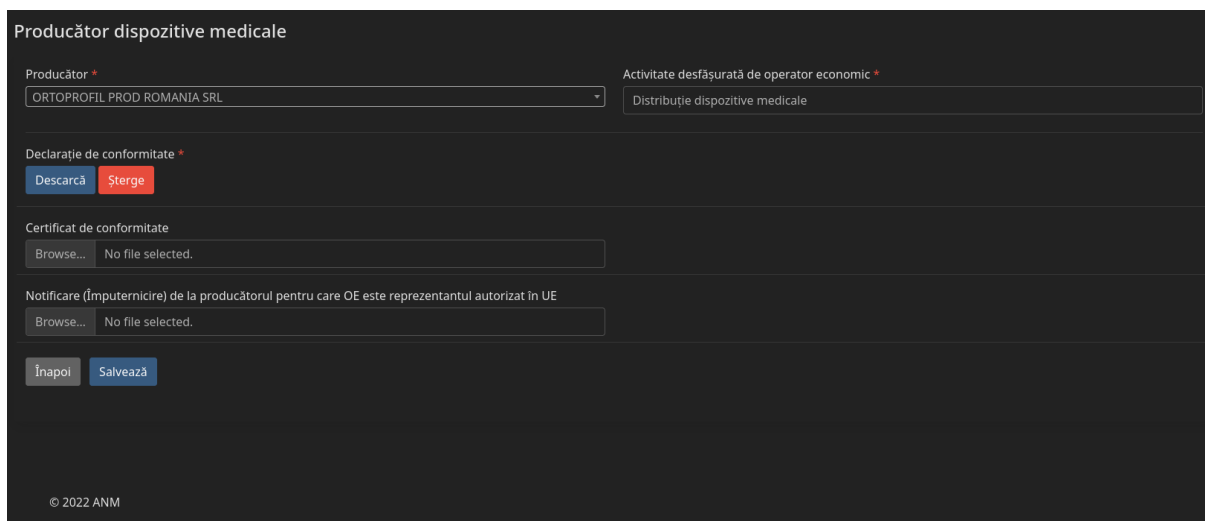 Producător dispozitive medicale
Producător *
ORTOPROFIL PROD ROMANIA SRL
Activitate desfășurată de operator economic *
Distribuție dispozitive medicale
Declarație de conformitate *
Descarcă Șterge
Certificat de conformitate
Browse... No file selected.
Notificare (Împuternicire) de la producătorul pentru care OE este reprezentantul autorizat în UE
Browse... No file selected.
Înapoi Salvează
© 2022 ANM